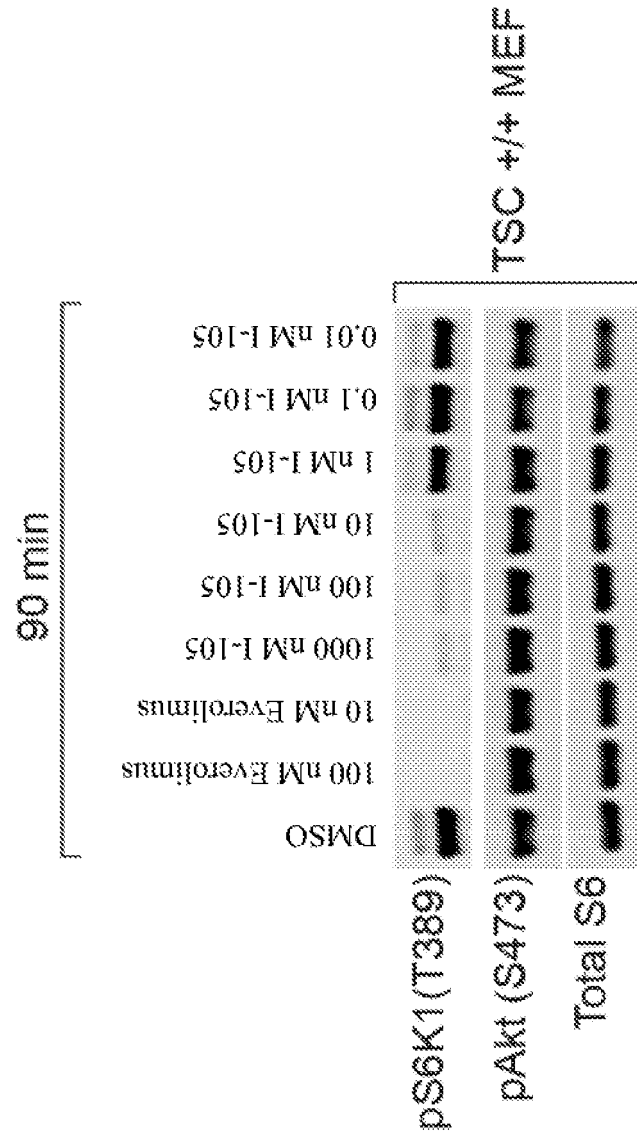 90 min
DMSO
100 nM Everolimus
10 nM Everolimus
1000 nM I-105
100 nM I-105
10 nM I-105
1 nM I-105
0.1 nM I-105
0.01 nM I-105
pS6K1 (T389)
pAkt (S473)
Total S6
TSC +/+ MEF